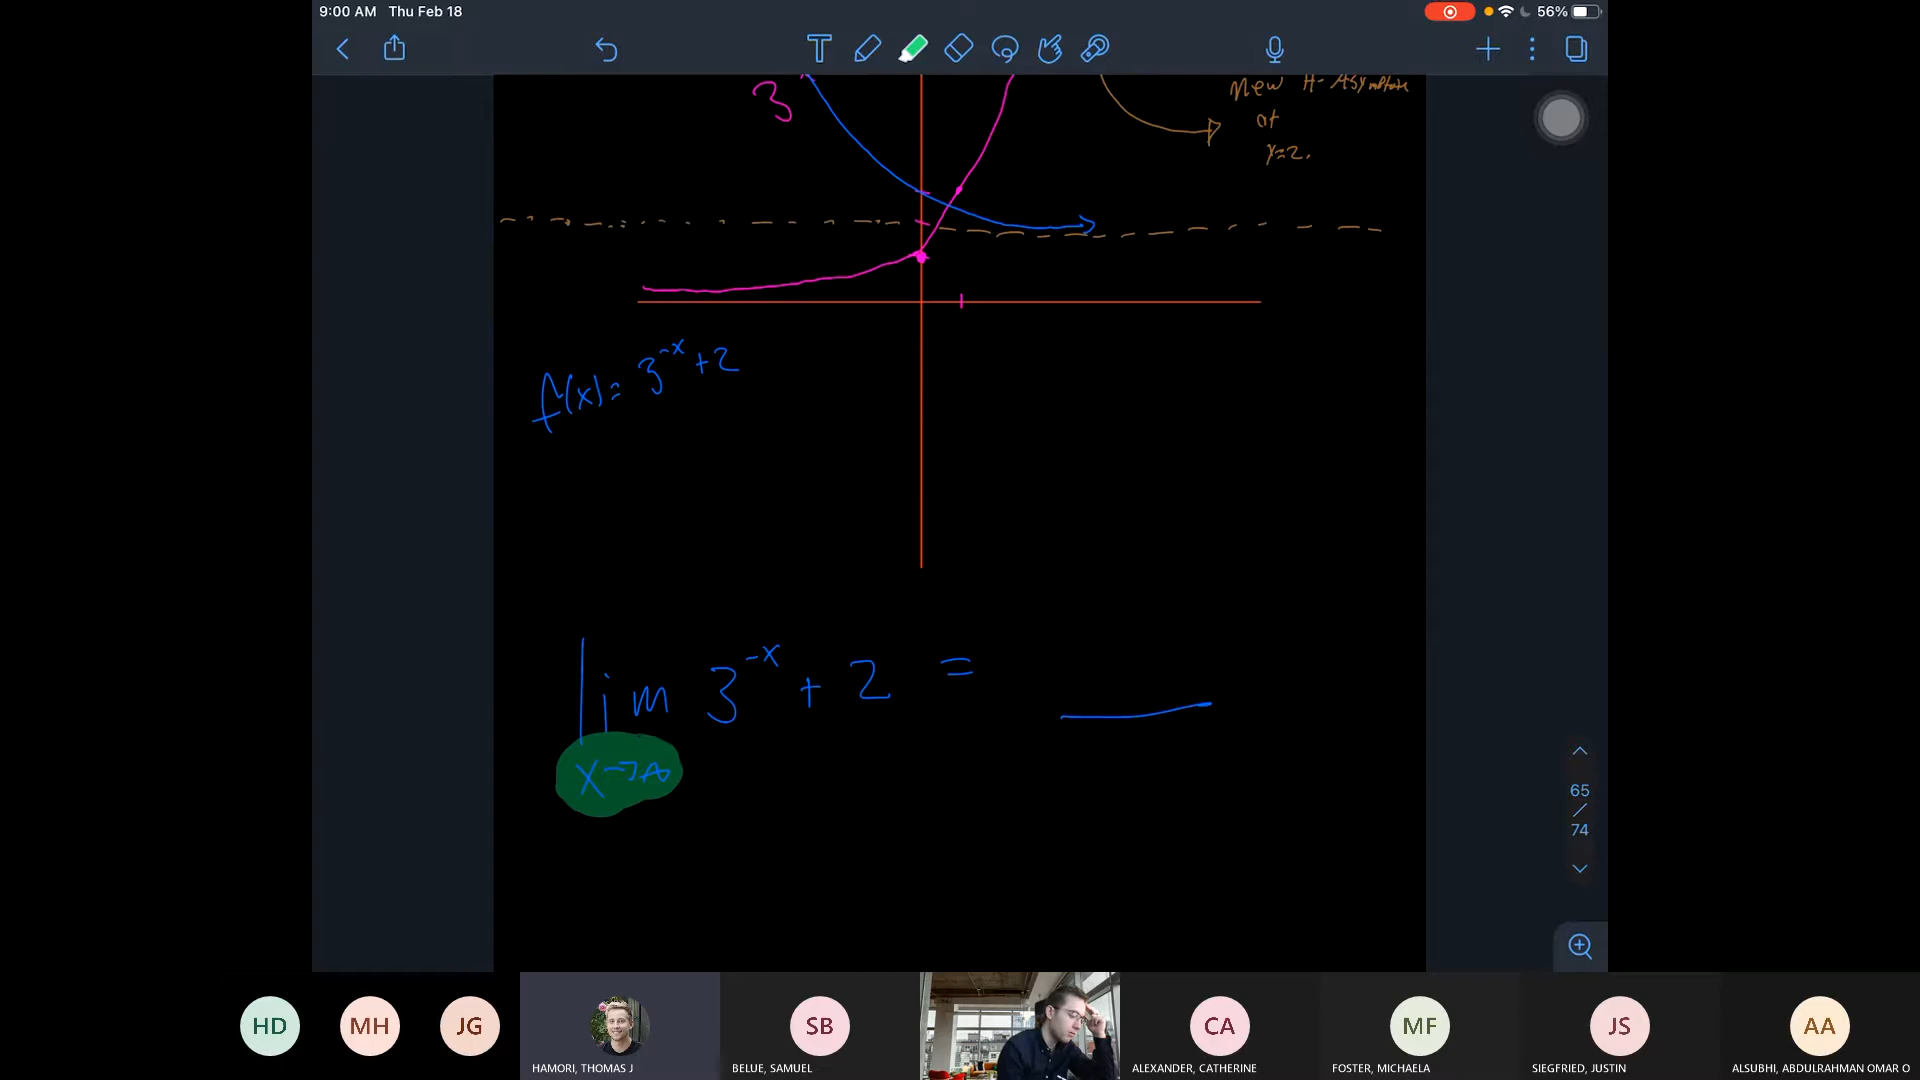 9:00 AM Thu Feb 18
56%
T
3
New H-Asymptote
at
y=2.
f(x)= 3^-x +2
lim 3^-x + 2 =
x→∞
65
/
74
HD
MH
JG
SB
CA
MF
JS
AA
HAMORI, THOMAS J
BELUE, SAMUEL
ALEXANDER, CATHERINE
FOSTER, MICHAELA
SIEGFRIED, JUSTIN
ALSUBHI, ABDULRAHMAN OMAR O